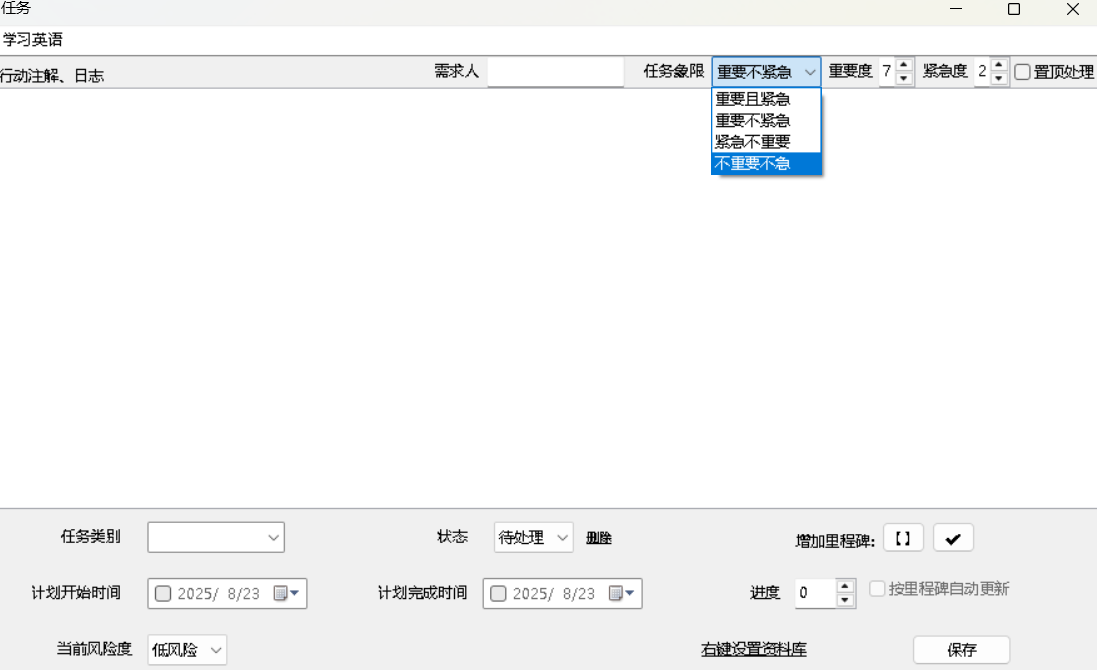 任务
学习英语
行动注解、日志 需求人 任务象限 重要不紧急 重要度 7 紧急度 2 置顶处理
重要且紧急
重要不紧急
紧急不重要
不重要不急
任务类别 状态 待处理 删除 增加里程碑: 【】 ✔
计划开始时间 2025/ 8/23 计划完成时间 2025/ 8/23 进度 0 按里程碑自动更新
当前风险度 低风险 右键设置资料库 保存